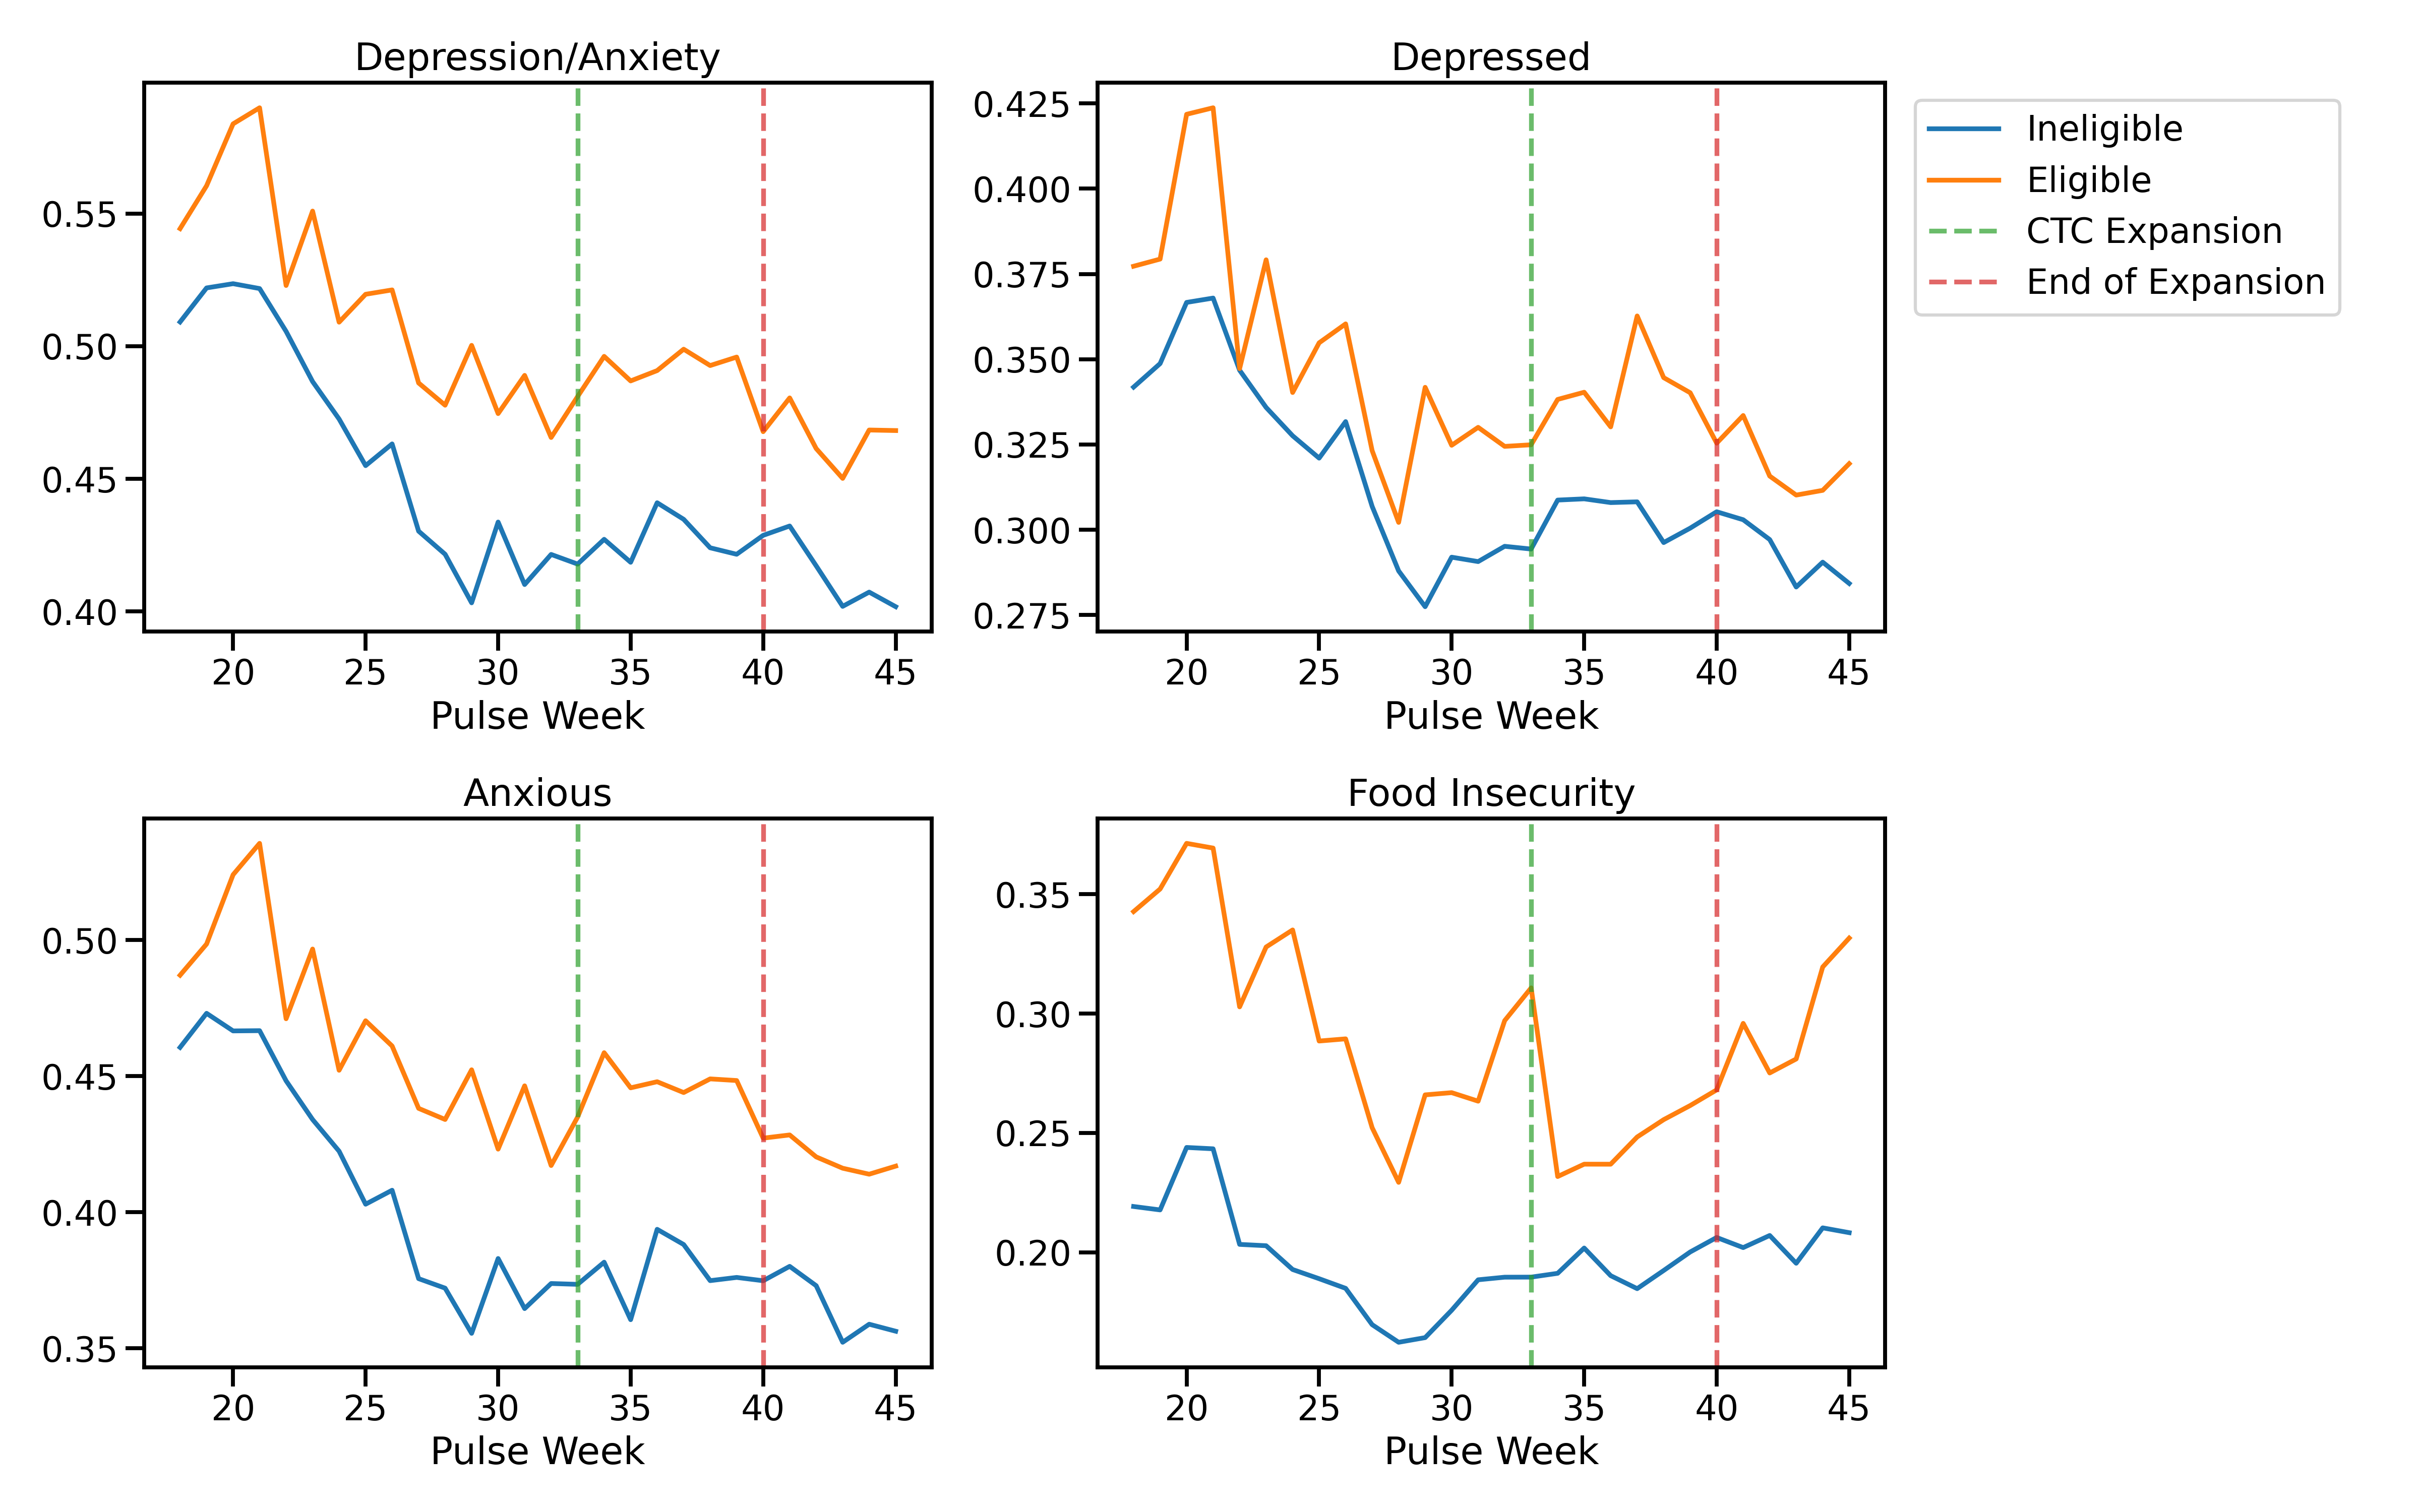 Depression/Anxiety
0.55
0.50
0.45
0.40
20 25 30 35 40 45
Pulse Week
Depressed
0.425
0.400
0.375
0.350
0.325
0.300
0.275
20 25 30 35 40 45
Pulse Week
Ineligible
Eligible
CTC Expansion
End of Expansion
Anxious
0.50
0.45
0.40
0.35
20 25 30 35 40 45
Pulse Week
Food Insecurity
0.35
0.30
0.25
0.20
20 25 30 35 40 45
Pulse Week